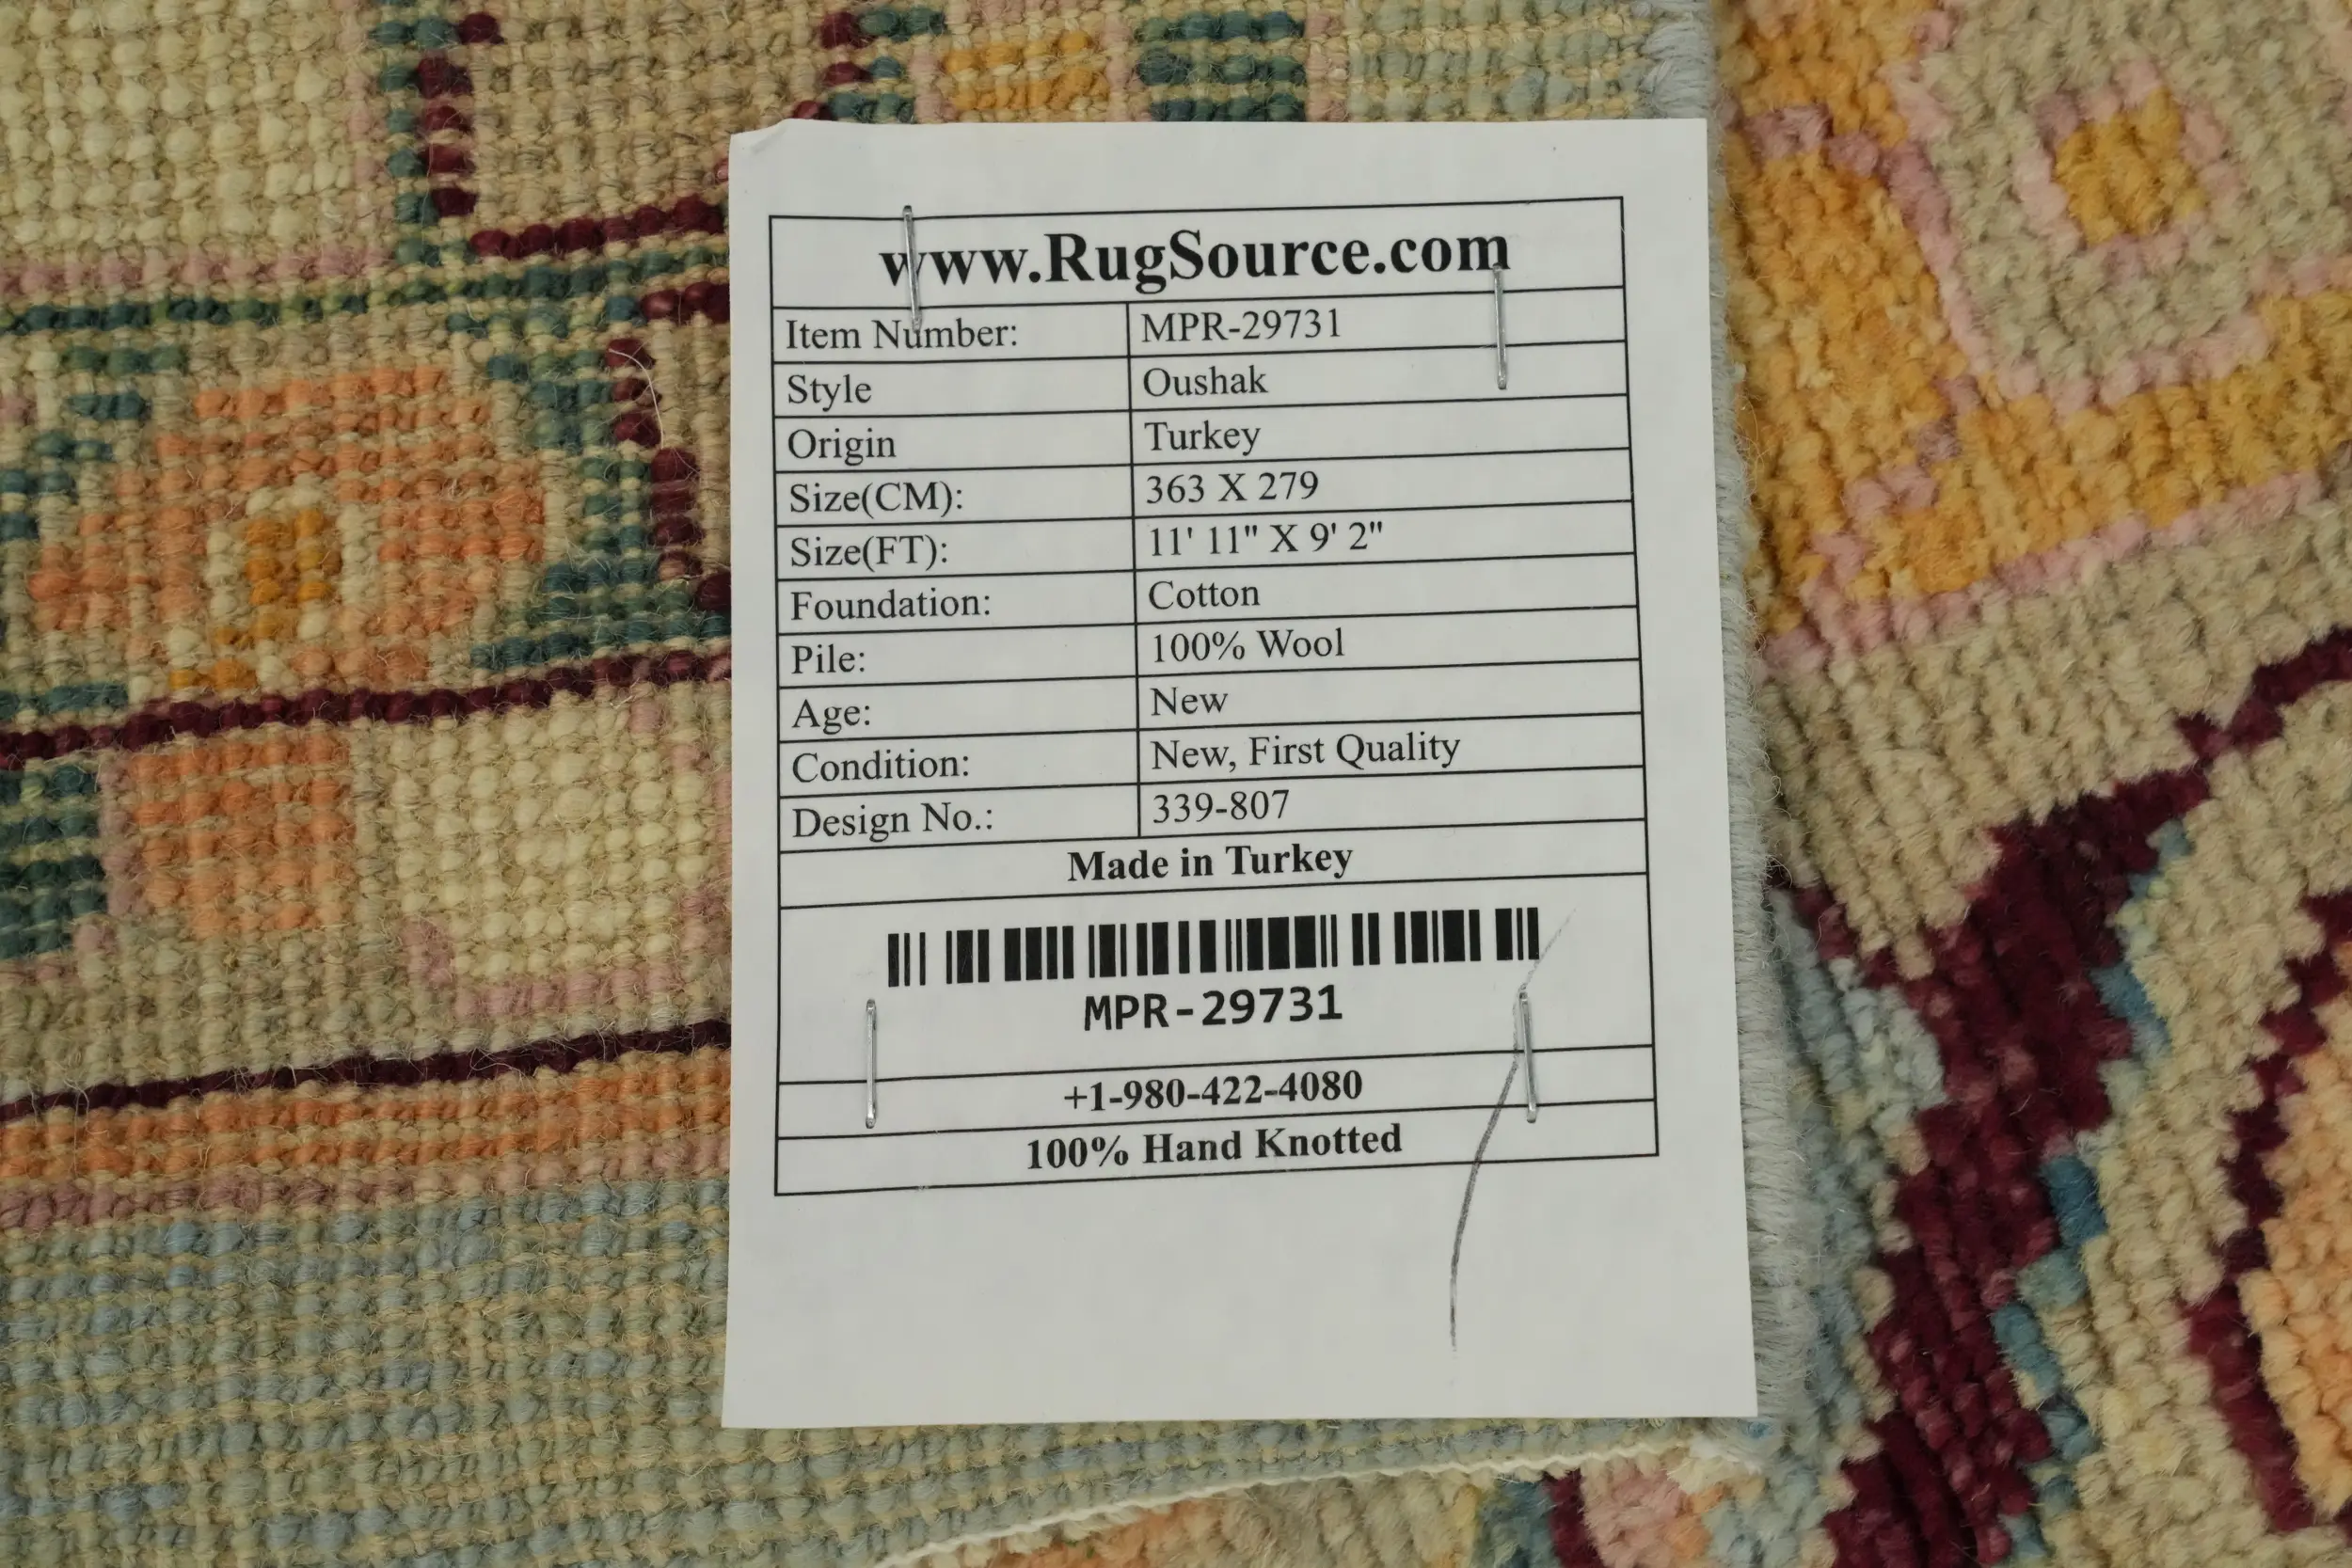 www.RugSource.com
Item Number: MPR-29731
Style Oushak
Origin Turkey
Size(CM): 363 X 279
Size(FT): 11' 11" X 9' 2"
Foundation: Cotton
Pile: 100% Wool
Age: New
Condition: New, First Quality
Design No.: 339-807
Made in Turkey
MPR-29731
+1-980-422-4080
100% Hand Knotted